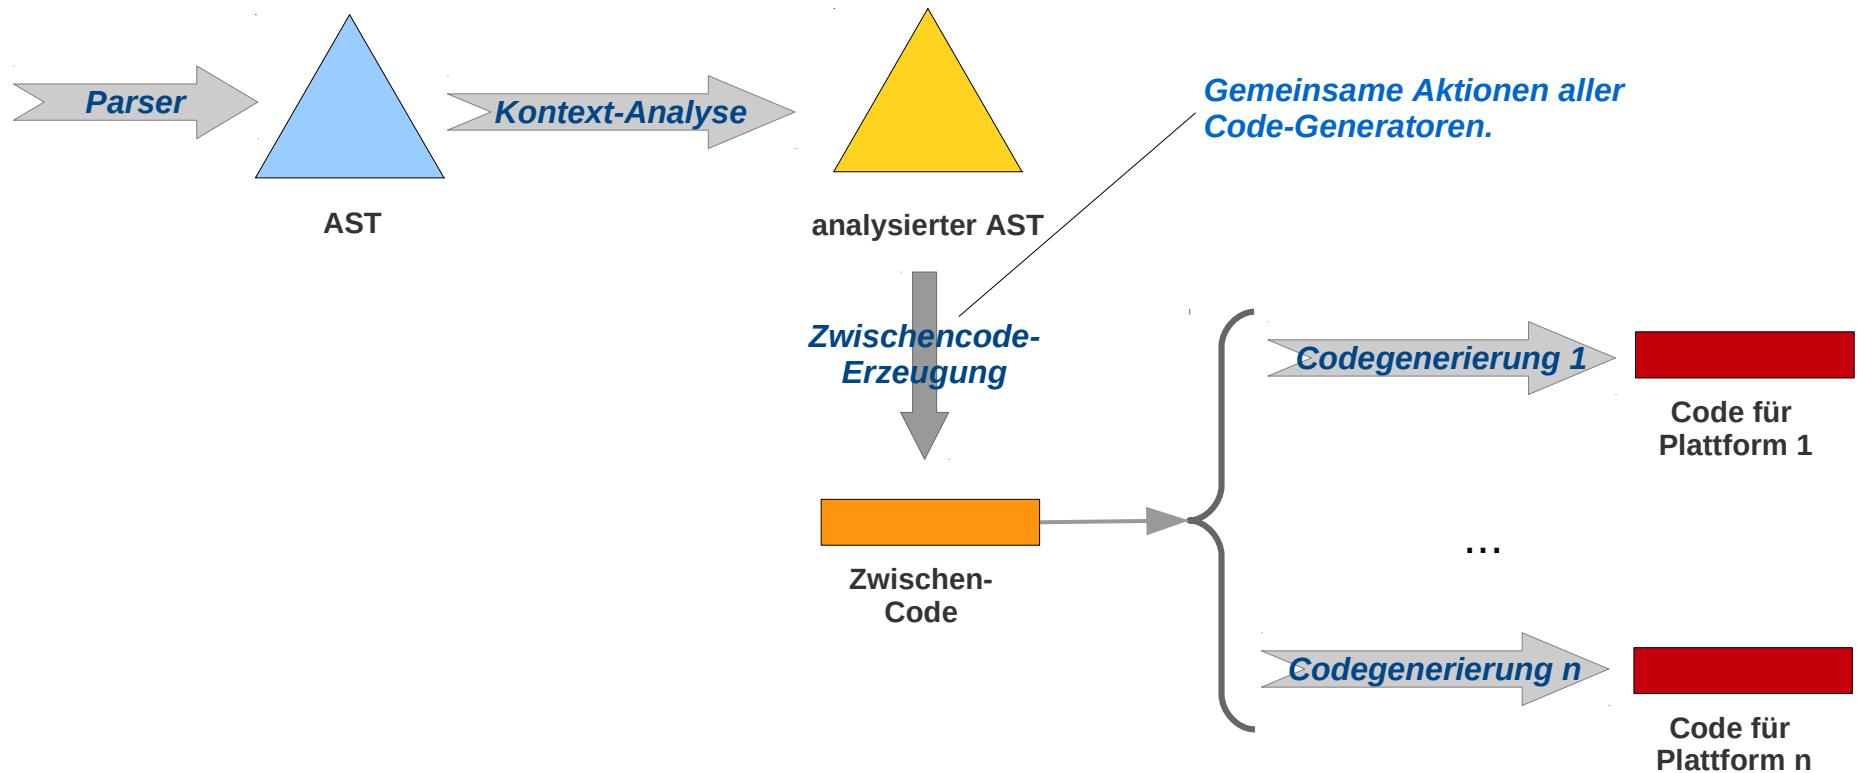 Parser
Kontext-Analyse
Gemeinsame Aktionen aller
Code-Generatoren.
AST
analysierter AST
Zwischencode-
Erzeugung
Codegenerierung 1
Code für
Plattform 1
Zwischen-
Code
...
Codegenerierung n
Code für
Plattform n